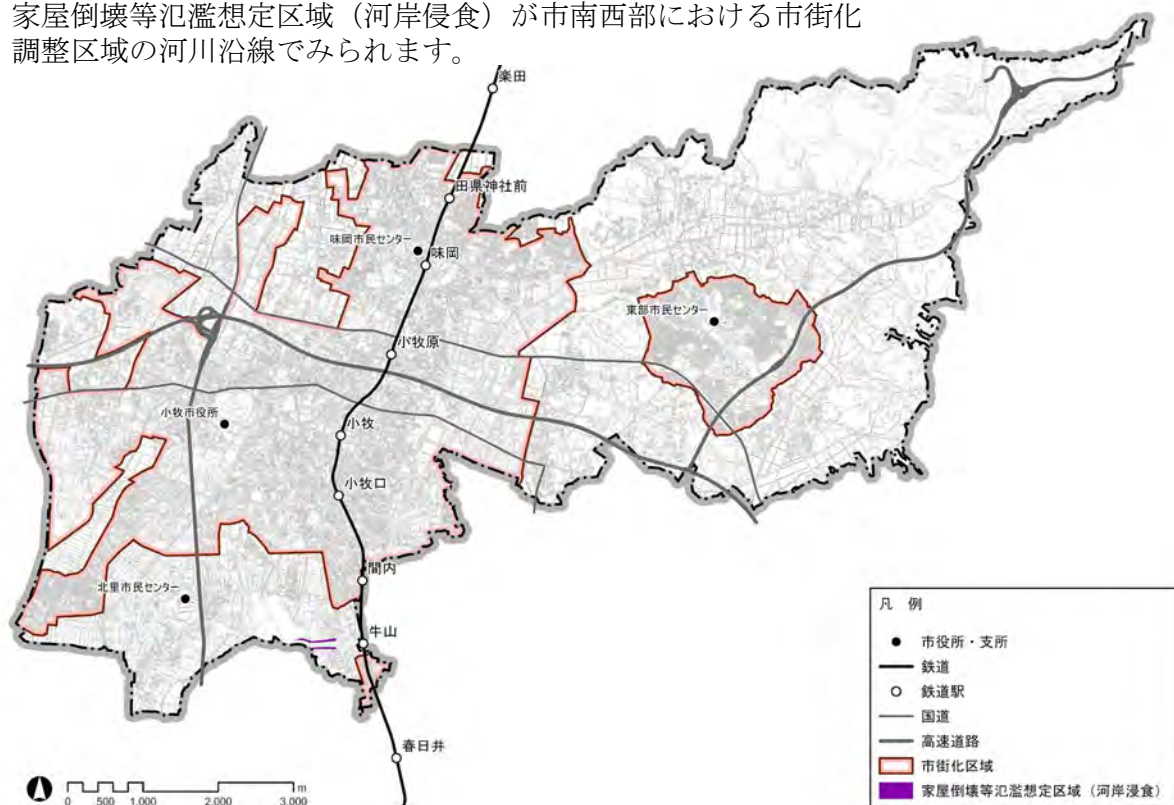 家屋倒壊等氾濫想定区域（河岸侵食）が市南西部における市街化
調整区域の河川沿線でみられます。
楽田
田県神社前
味岡市民センター
味岡
東部市民センター
小牧原
小牧市役所
小牧
小牧口
間内
北里市民センター
牛山
春日井
0 500 1,000 2,000 3,000 m
凡 例
市役所・支所
鉄道
鉄道駅
国道
高速道路
市街化区域
家屋倒壊等氾濫想定区域（河岸浸食）